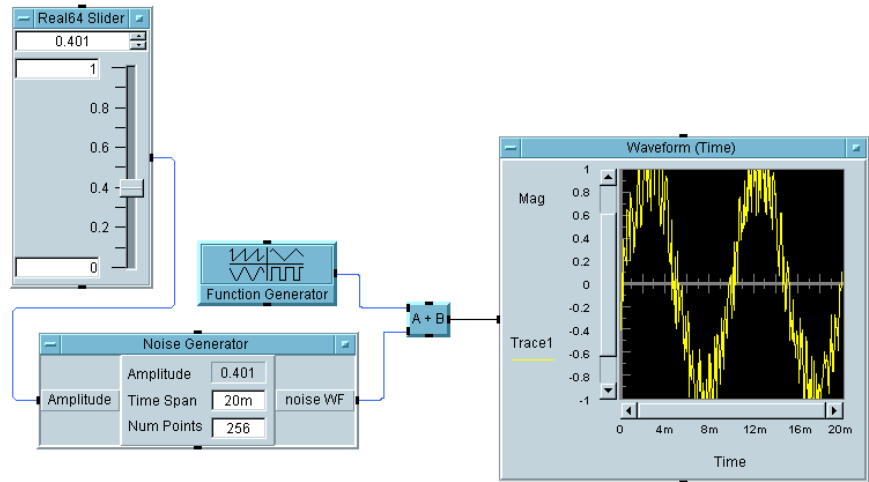 Real64 Slider
0.401
1
0.8
0.6
0.4
0.2
0
Function Generator
A + B
Noise Generator
Amplitude
Amplitude 0.401
Time Span 20m
Num Points 256
noise WF
Waveform (Time)
Mag
Trace1
1
0.8
0.6
0.4
0.2
0
-0.2
-0.4
-0.6
-0.8
-1
0 4m 8m 12m 16m 20m
Time